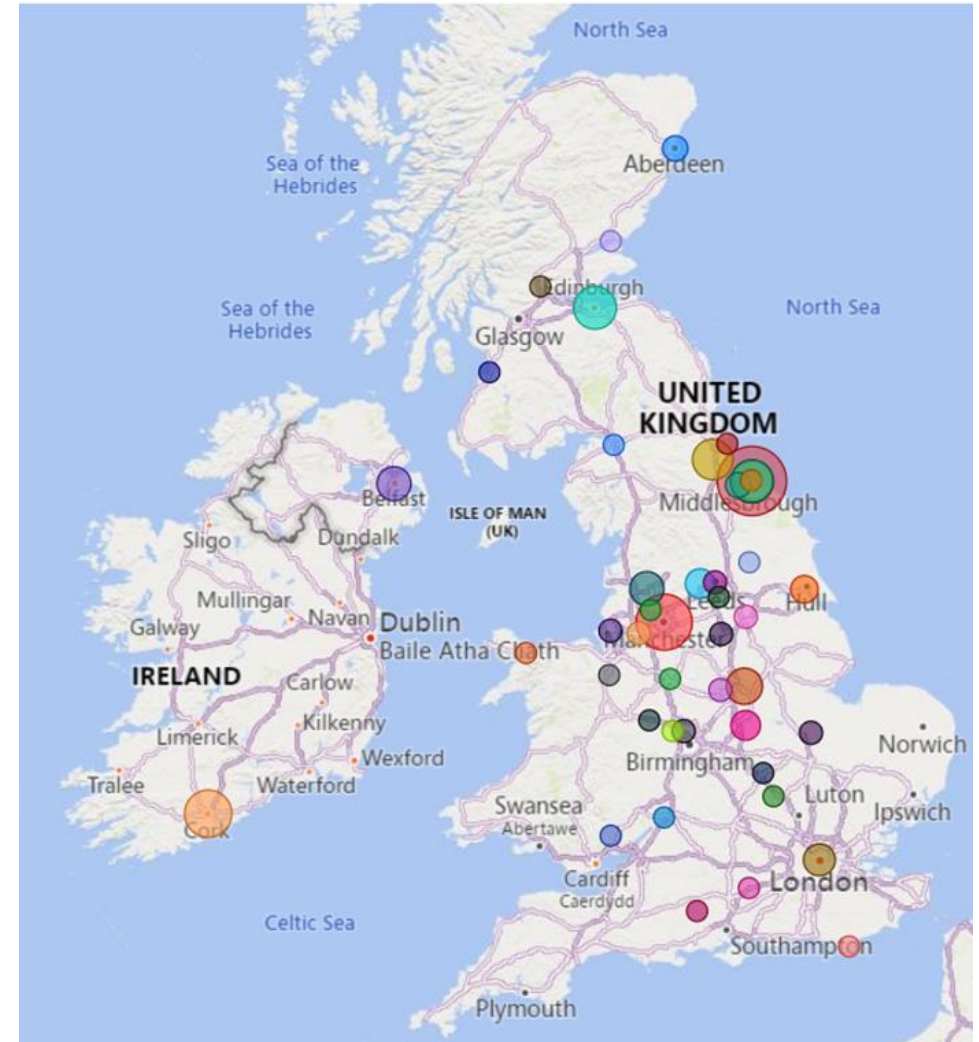 North Sea
Aberdeen
Sea of the
Hebrides
Edinburgh
Sea of the
Hebrides
North Sea
Glasgow
UNITED
KINGDOM
Belfast
Middlesbrough
ISLE OF MAN
(UK)
Sligo
Dundalk
Mullingar
Navan
Leeds
Hull
Galway
Dublin
Baile Atha Cliath
Manchester
IRELAND
Carlow
Kilkenny
Limerick
Norwich
Wexford
Birmingham
Tralee
Waterford
Swansea
Abertawe
Luton
Ipswich
Cork
Cardiff
Caerdydd
London
Celtic Sea
Southampton
Plymouth